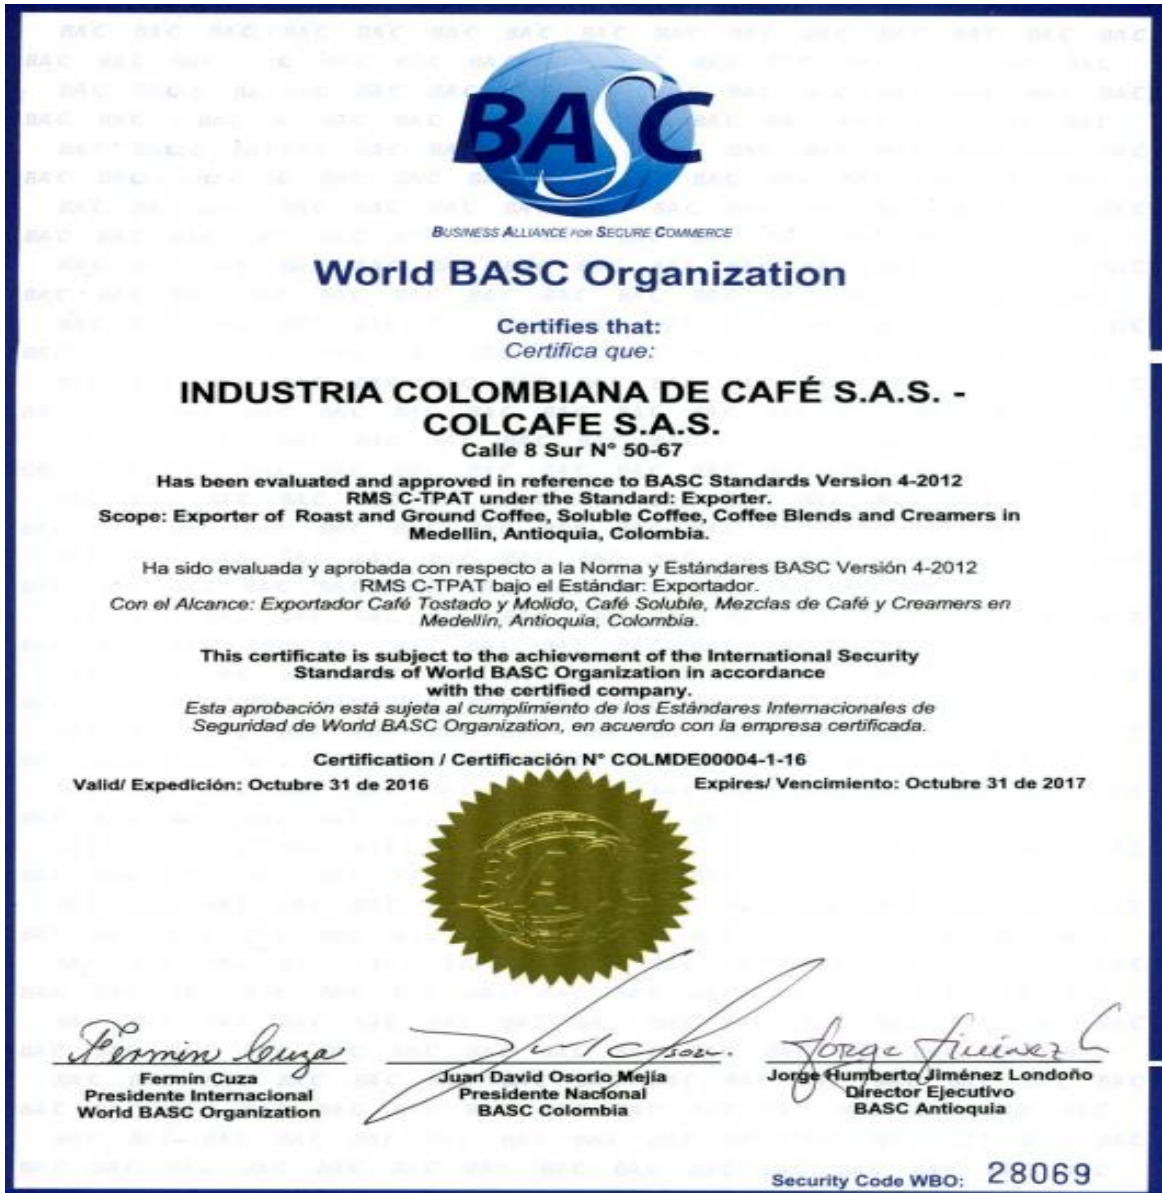 BASC
BUSINESS ALLIANCE FOR SECURE COMMERCE
World BASC Organization
Certifies that:
Certifica que:
INDUSTRIA COLOMBIANA DE CAFÉ S.A.S. -
COLCAFE S.A.S.
Calle 8 Sur N° 50-67
Has been evaluated and approved in reference to BASC Standards Version 4-2012
RMS C-TPAT under the Standard: Exporter.
Scope: Exporter of Roast and Ground Coffee, Soluble Coffee, Coffee Blends and Creamers in
Medellín, Antioquia, Colombia.
Ha sido evaluada y aprobada con respecto a la Norma y Estándares BASC Versión 4-2012
RMS C-TPAT bajo el Estándar: Exportador.
Con el Alcance: Exportador Café Tostado y Molido, Café Soluble, Mezclas de Café y Creamers en
Medellín, Antioquia, Colombia.
This certificate is subject to the achievement of the International Security
Standards of World BASC Organization in accordance
with the certified company.
Esta aprobación está sujeta al cumplimiento de los Estándares Internacionales de
Seguridad de World BASC Organization, en acuerdo con la empresa certificada.
Certification / Certificación N° COLMDE00004-1-16
Valid/ Expedición: Octubre 31 de 2016 Expires/ Vencimiento: Octubre 31 de 2017
BASC
Fermin Cuza Jorge Jiménez L
Fermín Cuza Juan David Osorio Mejía Jorge Humberto Jiménez Londoño
Presidente Internacional Presidente Nacional Director Ejecutivo
World BASC Organization BASC Colombia BASC Antioquia
Security Code WBO: 28069